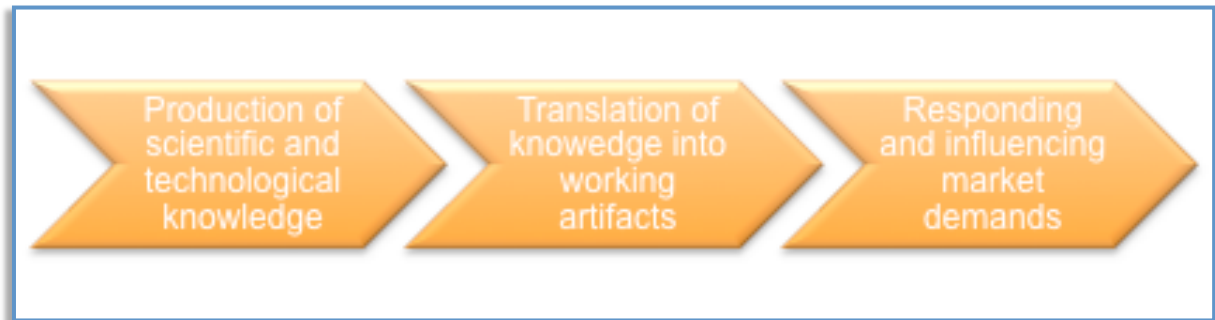 Production of
scientific and
technological
knowledge
Translation of
knowedge into
working
artifacts
Responding
and influencing
market
demands